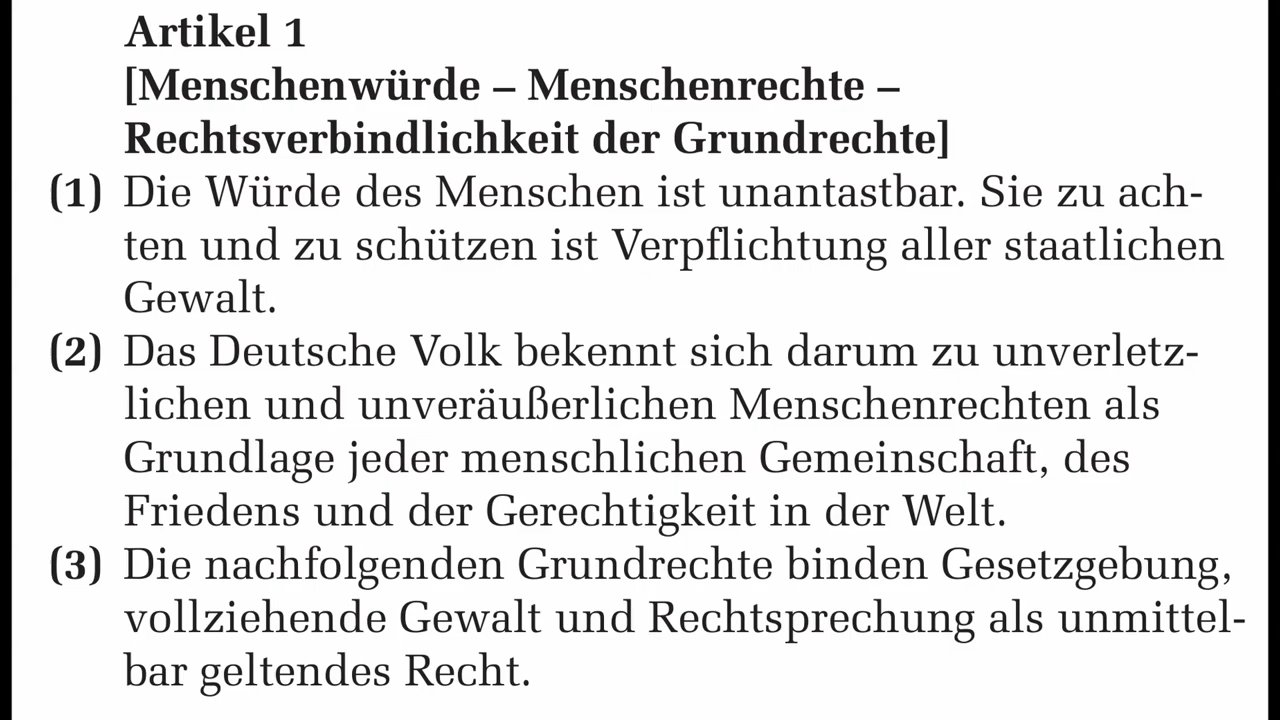 Artikel 1
[Menschenwürde – Menschenrechte –
Rechtsverbindlichkeit der Grundrechte]
(1) Die Würde des Menschen ist unantastbar. Sie zu ach-
ten und zu schützen ist Verpflichtung aller staatlichen
Gewalt.
(2) Das Deutsche Volk bekennt sich darum zu unverletz-
lichen und unveräußerlichen Menschenrechten als
Grundlage jeder menschlichen Gemeinschaft, des
Friedens und der Gerechtigkeit in der Welt.
(3) Die nachfolgenden Grundrechte binden Gesetzgebung,
vollziehende Gewalt und Rechtsprechung als unmittel-
bar geltendes Recht.